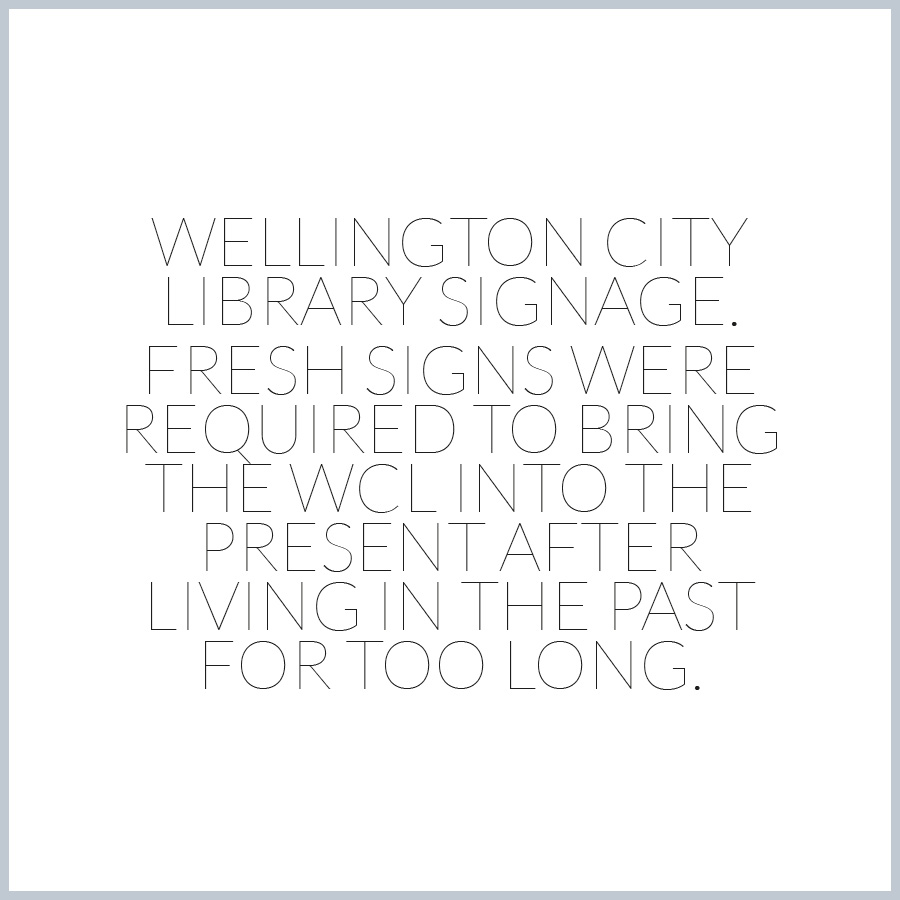 WELLINGTON CITY
LIBRARY SIGNAGE.
FRESH SIGNS WERE
REQUIRED TO BRING
THE WCL INTO THE
PRESENT AFTER
LIVING IN THE PAST
FOR TOO LONG.